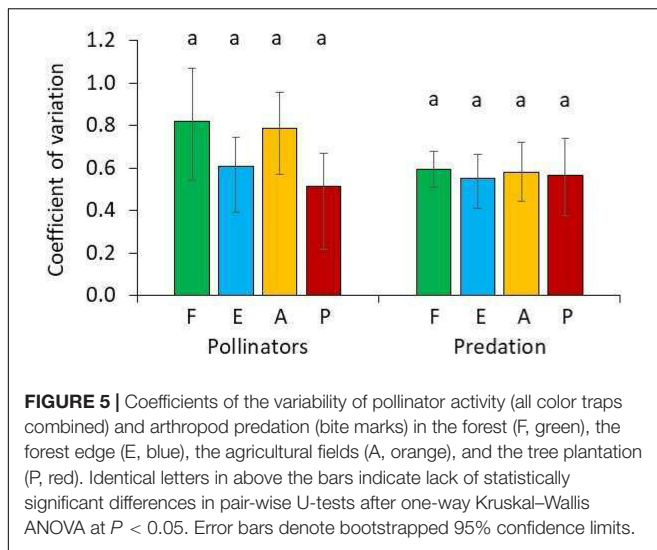 1.2
1.0
0.8
0.6
0.4
0.2
0.0
Coefficient of variation
a a a a a a a a
F E A P F E A P
Pollinators Predation
FIGURE 5 | Coefficients of the variability of pollinator activity (all color traps
combined) and arthropod predation (bite marks) in the forest (F, green), the
forest edge (E, blue), the agricultural fields (A, orange), and the tree plantation
(P, red). Identical letters in above the bars indicate lack of statistically
significant differences in pair-wise U-tests after one-way Kruskal–Wallis
ANOVA at P < 0.05. Error bars denote bootstrapped 95% confidence limits.